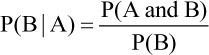 P(B | A) = P(A and B) / P(B)